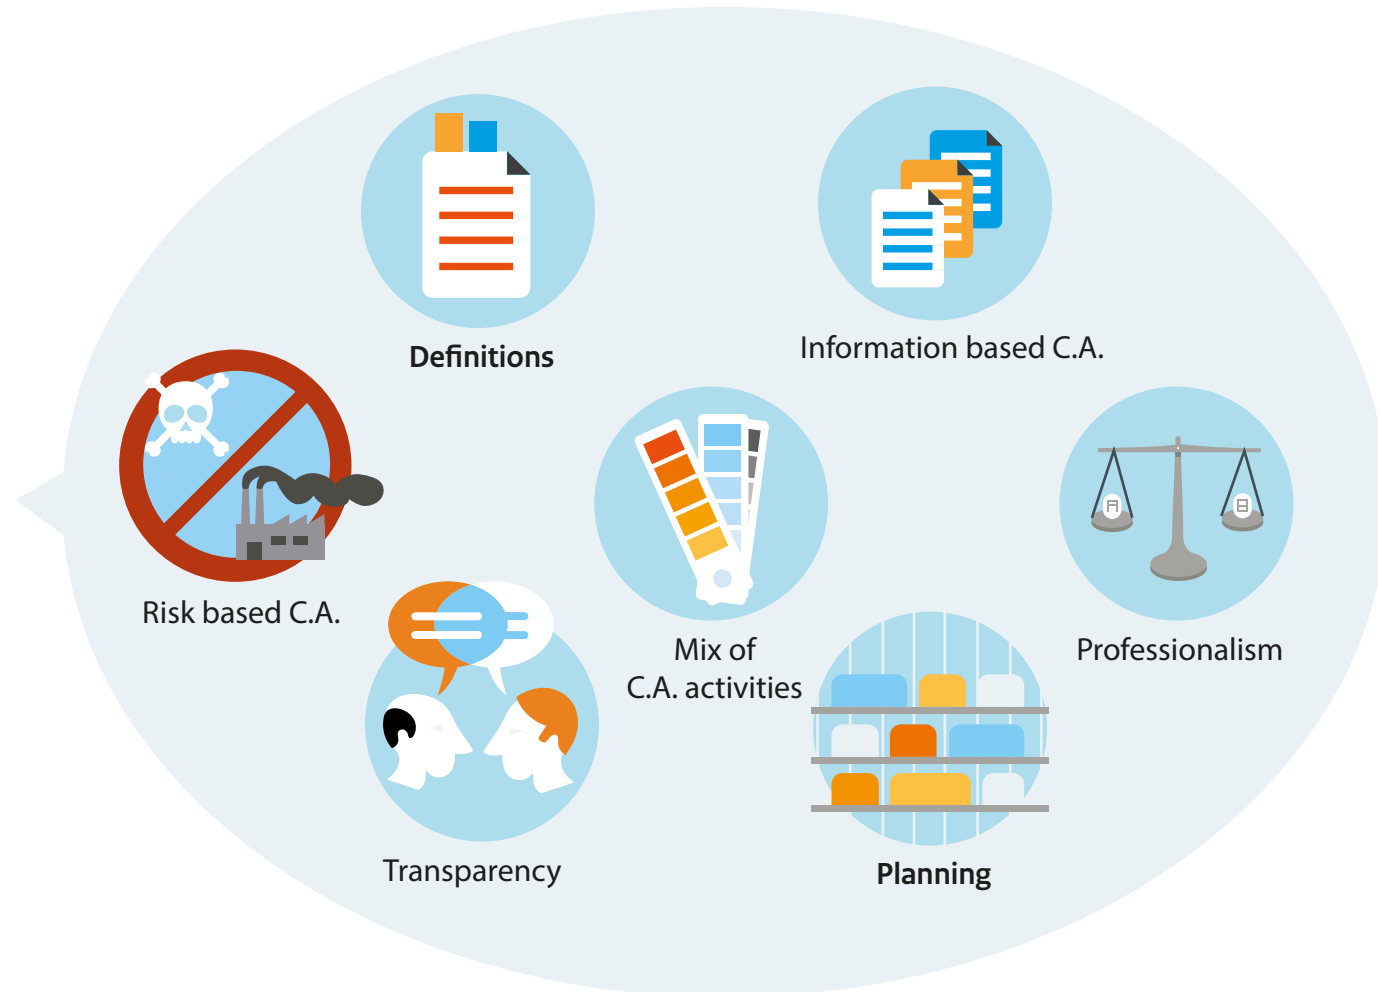 Definitions
Information based C.A.
Risk based C.A.
Mix of
C.A. activities
Professionalism
Transparency
Planning
A
B